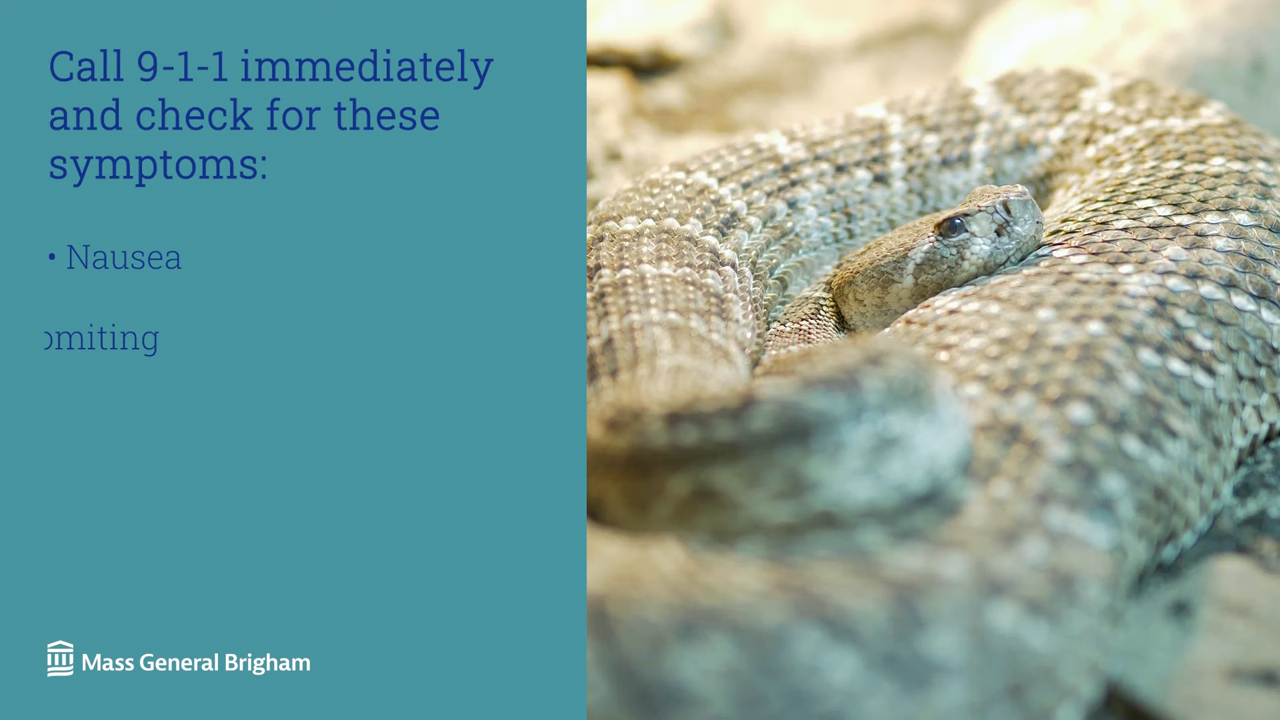 Call 9-1-1 immediately
and check for these
symptoms:
• Nausea
omiting
Mass General Brigham